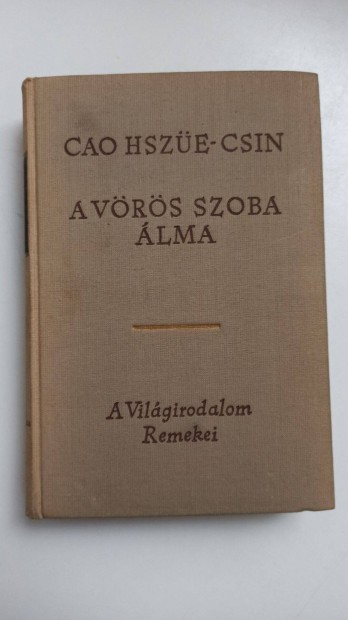 CAO HSZÜE-CSIN
A VÖRÖS SZOBA
ÁLMA
A Világirodalom
Remekei